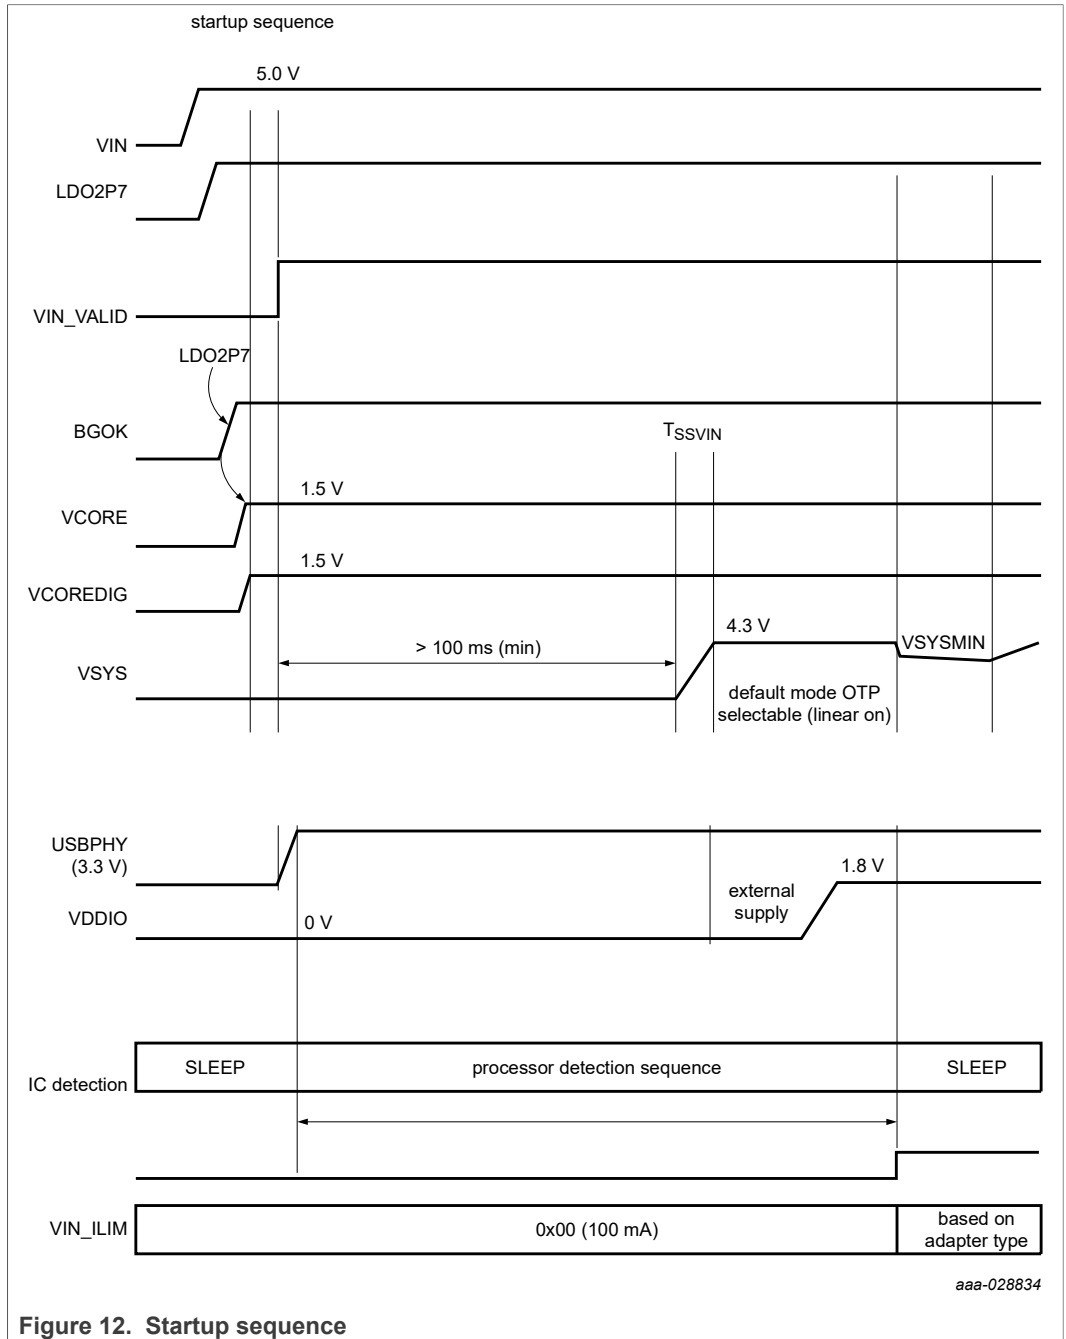 startup sequence
5.0 V
VIN
LDO2P7
VIN_VALID
LDO2P7
BGOK
TSSVIN
1.5 V
VCORE
1.5 V
VCOREDIG
4.3 V
> 100 ms (min)
VSYSMIN
VSYS
default mode OTP
selectable (linear on)
USBPHY
(3.3 V)
1.8 V
external
supply
VDDIO
0 V
SLEEP
processor detection sequence
SLEEP
IC detection
VIN_ILIM
0x00 (100 mA)
based on
adapter type
aaa-028834
Figure 12. Startup sequence